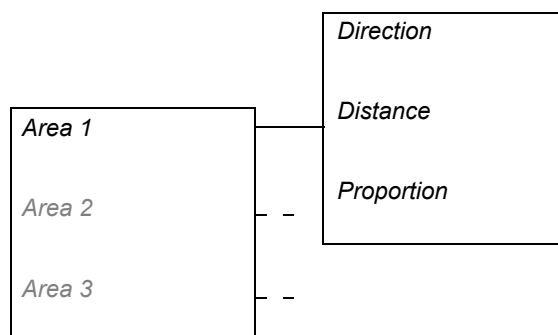 Direction
Distance
Area 1
Proportion
Area 2
Area 3